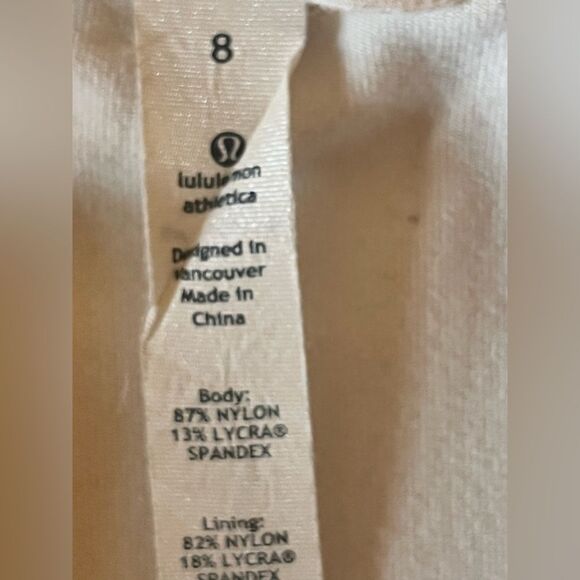 8
lululemon
athletica
Designed in
Vancouver
Made in
China
Body:
87% NYLON
13% LYCRA®
SPANDEX
Lining:
82% NYLON
18% LYCRA®
SPANDEX